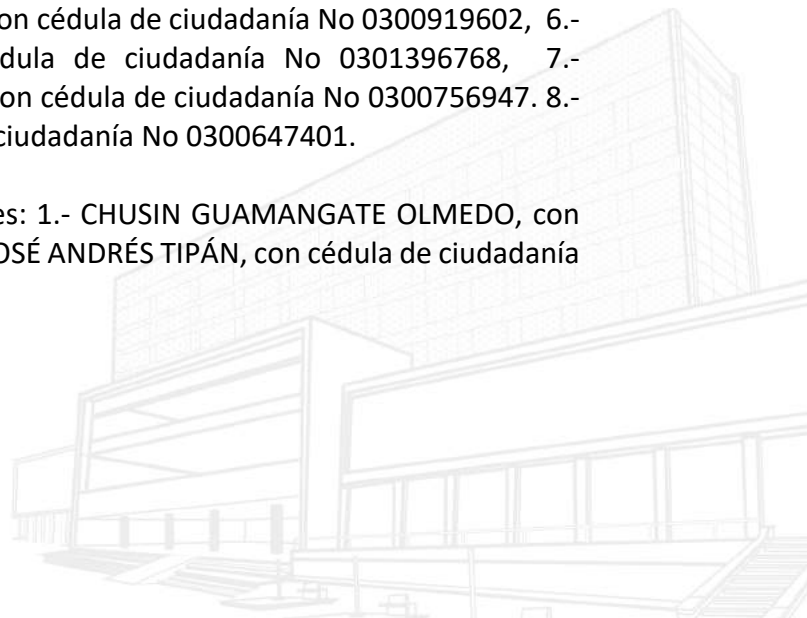 on cédula de ciudadanía No 0300919602, 6.-
dula de ciudadanía No 0301396768, 7.-
on cédula de ciudadanía No 0300756947. 8.-
ciudadanía No 0300647401.
es: 1.- CHUSIN GUAMANGATE OLMEDO, con
OSÉ ANDRÉS TIPÁN, con cédula de ciudadanía